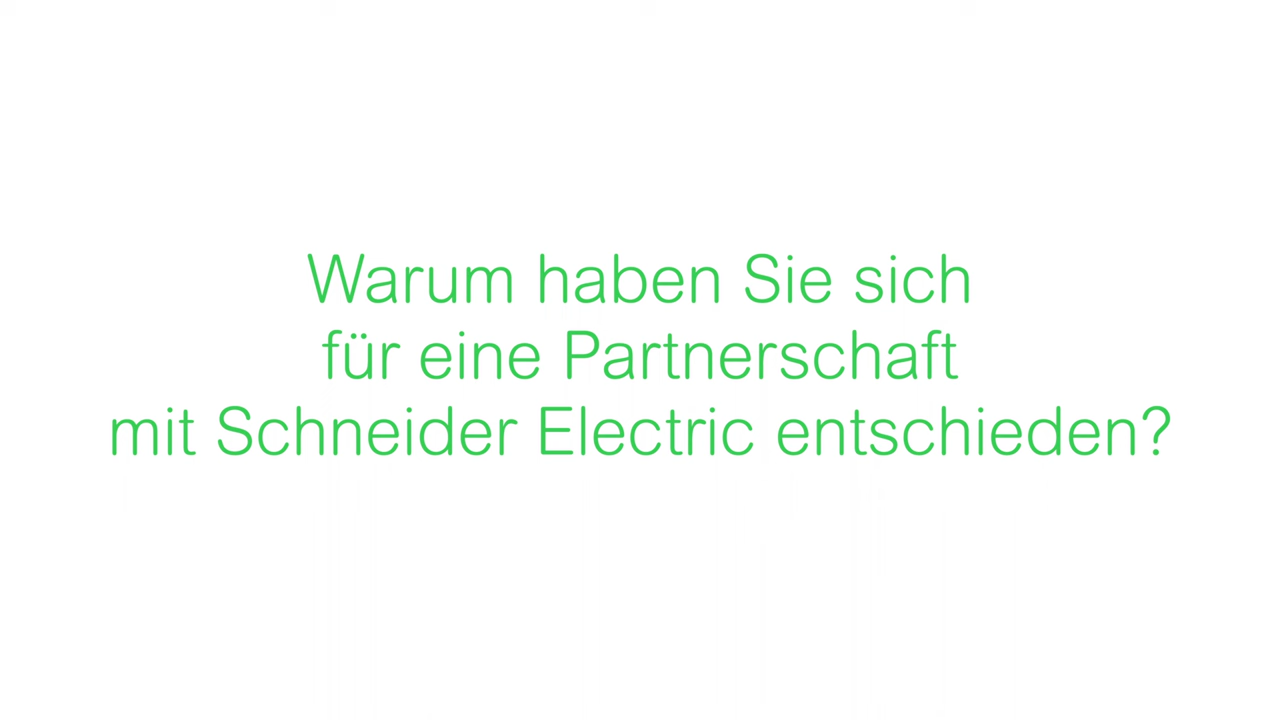 Warum haben Sie sich
für eine Partnerschaft
mit Schneider Electric entschieden?